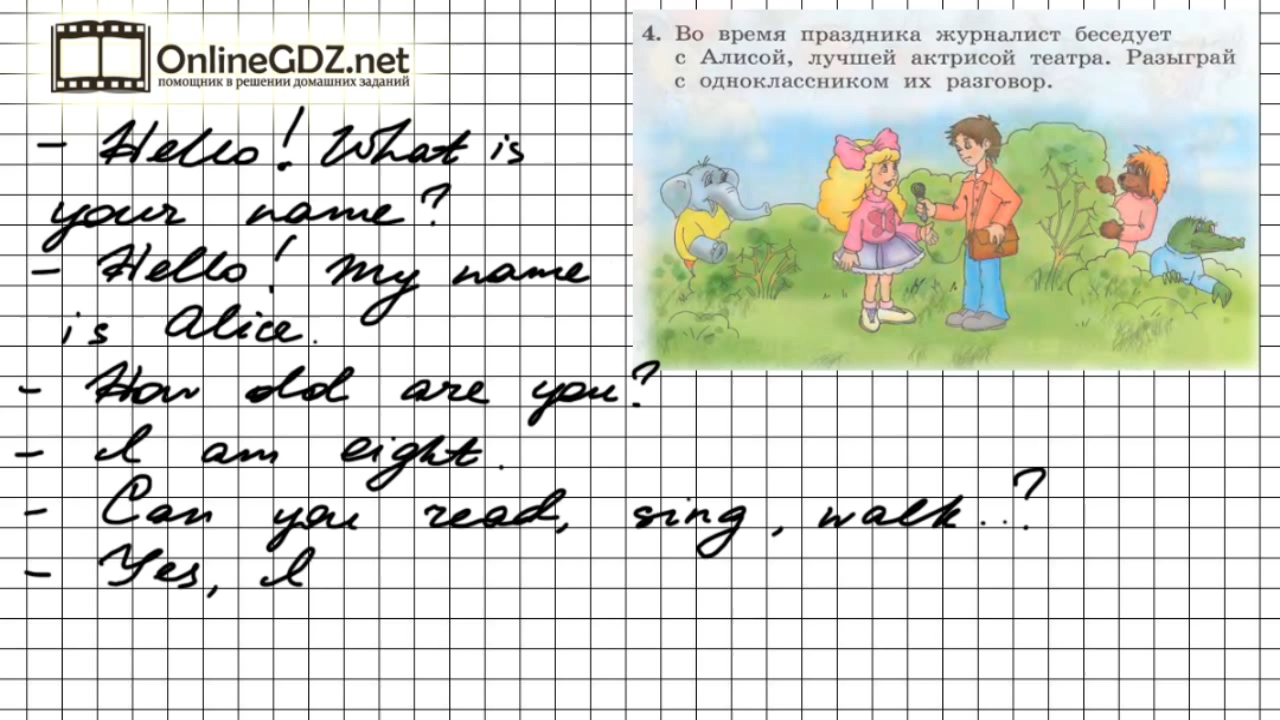 OnlineGDZ.net
помощник в решении домашних заданий
4. Во время праздника журналист беседует
с Алисой, лучшей актрисой театра. Разыграй
с одноклассником их разговор.
- Hello! What is
your name?
- Hello! My name
is Alice.
- How old are you?
- I am eight.
- Can you read, sing, walk..?
- Yes, I